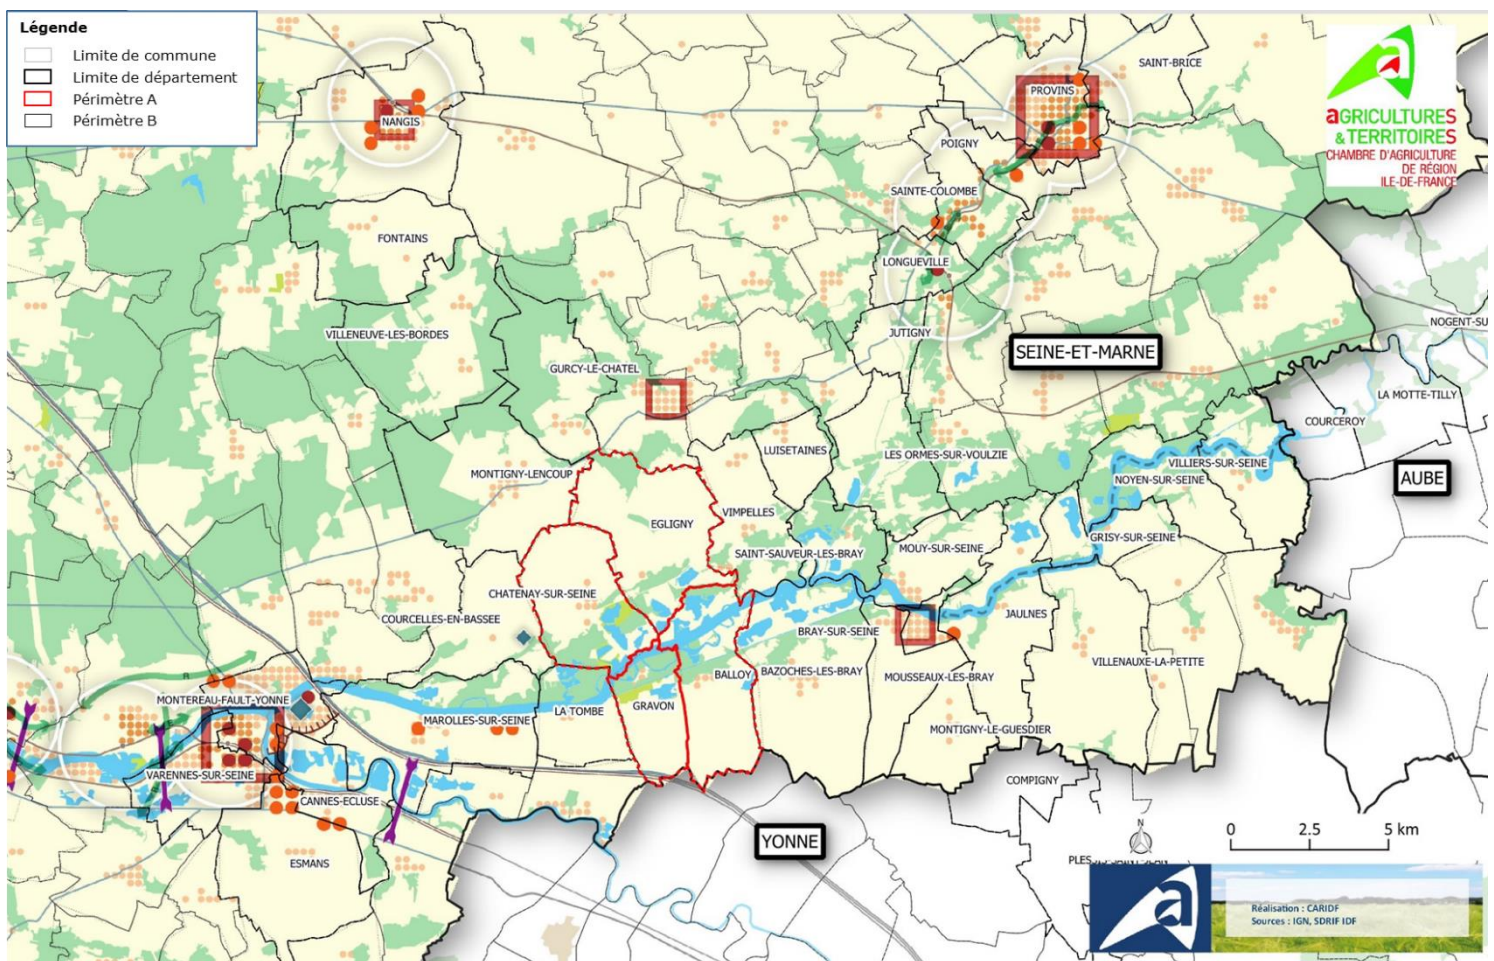 Légende
Limite de commune
Limite de département
Périmètre A
Périmètre B
SAINT-BRICE
PROVINS
NANGIS
aGRICULTURES
& TERRITOIRES
CHAMBRE D'AGRICULTURE
DE RÉGION
ILE-DE-FRANCE
POIGNY
SAINTE-COLOMBE
FONTAINS
LONGUEVILLE
NOGENT-SU
VILLENEUVE-LES-BORDES
JUTIGNY
SEINE-ET-MARNE
GURCY-LE-CHATEL
LA MOTTE-TILLY
COURCEROY
LUISETAINES
LES ORMES-SUR-VOULZIE
VILLIERS-SUR-SEINE
MONTIGNY-LENCOUP
NOYEN-SUR-SEINE
AUBE
VIMPELLES
EGLIGNY
GRISY-SUR-SEINE
MOUY-SUR-SEINE
SAINT-SAUVEUR-LES-BRAY
CHATENAY-SUR-SEINE
COURCELLES-EN-BASSEE
JAULNES
BRAY-SUR-SEINE
VILLENAUXE-LA-PETITE
BALLOY
BAZOCHES-LES-BRAY
MOUSSEAUX-LES-BRAY
R
MONTEREAU-FAULT-YONNE
GRAVON
LA TOMBE
MAROLLES-SUR-SEINE
MONTIGNY-LE-GUESDIER
VARENNES-SUR-SEINE
COMPIGNY
CANNES-ECLUSE
YONNE
N
0 2.5 5 km
ESMANS
a
Réalisation : CARIDF
Sources : IGN, SDRIF IDF